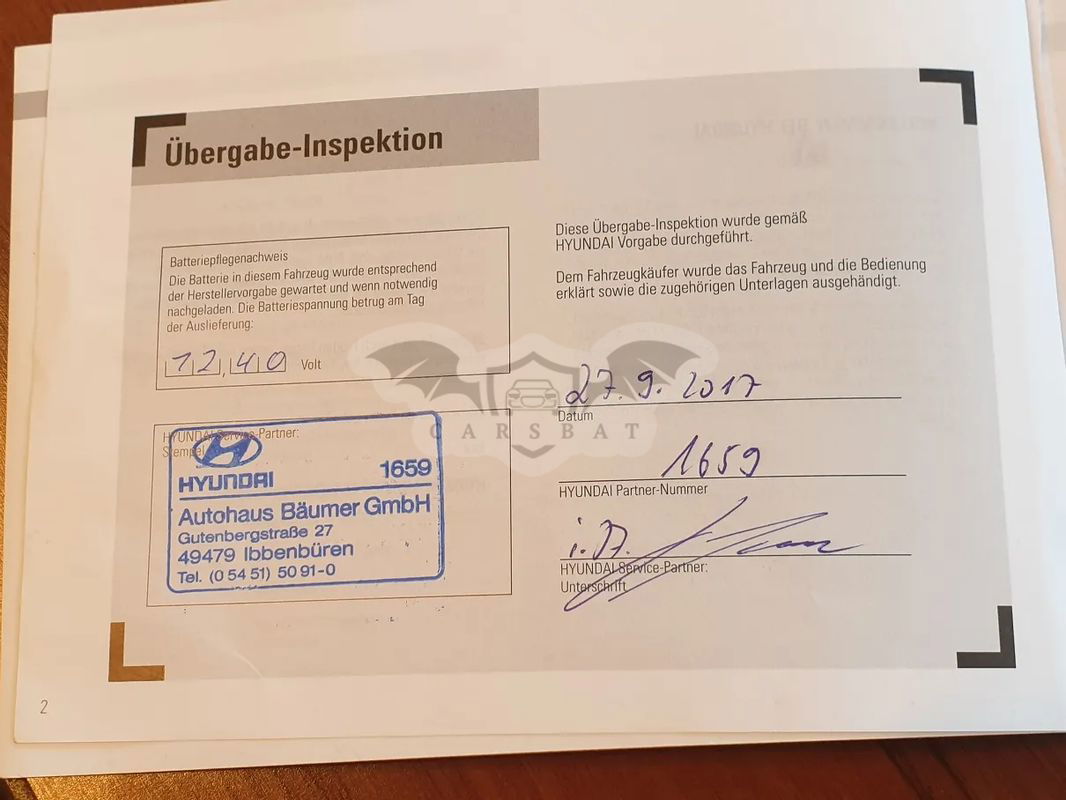 Übergabe-Inspektion
Batteriepflegenachweis
Die Batterie in diesem Fahrzeug wurde entsprechend
der Herstellervorgabe gewartet und wenn notwendig
nachgeladen. Die Batteriespannung betrug am Tag
der Auslieferung:
12,40 Volt
HYUNDAI Service-Partner:
Stempel
HYUNDAI 1659
Autohaus Bäumer GmbH
Gutenbergstraße 27
49479 Ibbenbüren
Tel. (0 54 51) 50 91-0
Diese Übergabe-Inspektion wurde gemäß
HYUNDAI Vorgabe durchgeführt.
Dem Fahrzeugkäufer wurde das Fahrzeug und die Bedienung
erklärt sowie die zugehörigen Unterlagen ausgehändigt.
27.9.2017
Datum
CARSBAT
1659
HYUNDAI Partner-Nummer
HYUNDAI Service-Partner:
Unterschrift
2